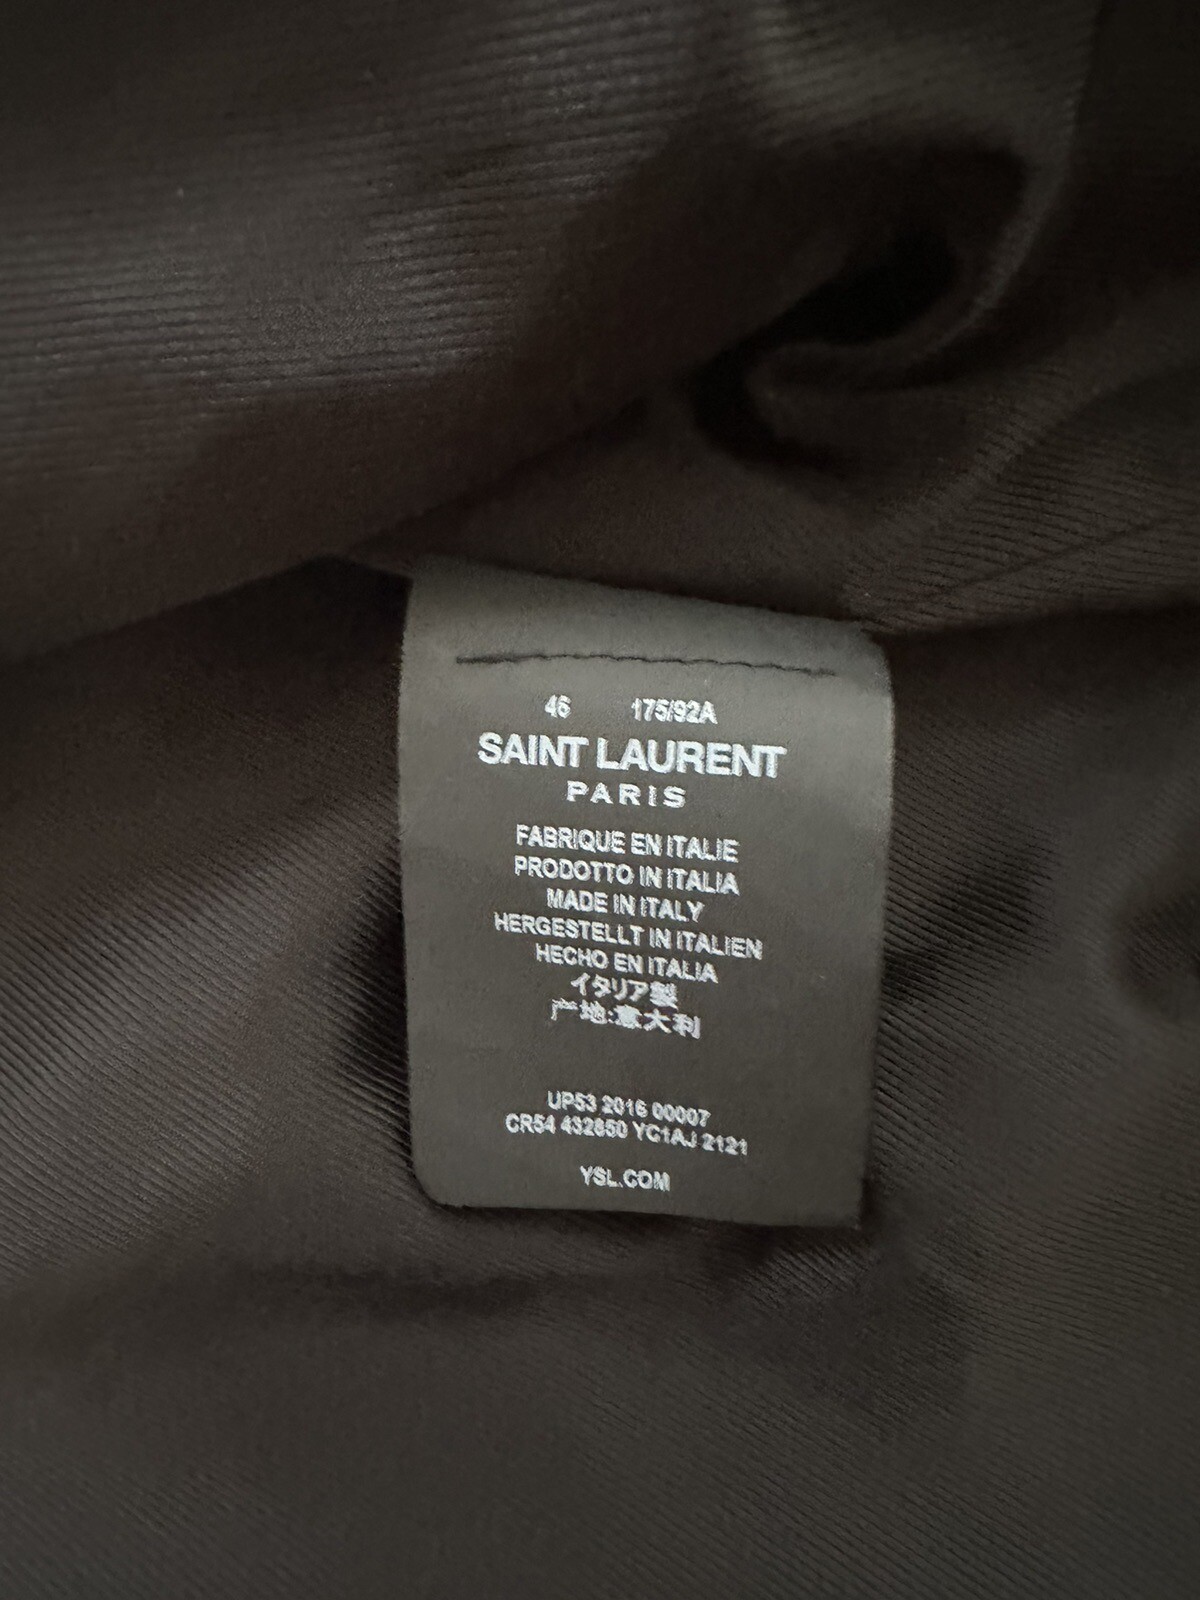 46 175/92A
SAINT LAURENT
PARIS
FABRIQUE EN ITALIE
PRODOTTO IN ITALIA
MADE IN ITALY
HERGESTELLT IN ITALIEN
HECHO EN ITALIA
イタリア製
产地:意大利
UP53 2016 00007
CR54 432850 YC1AJ 2121
YSL.COM